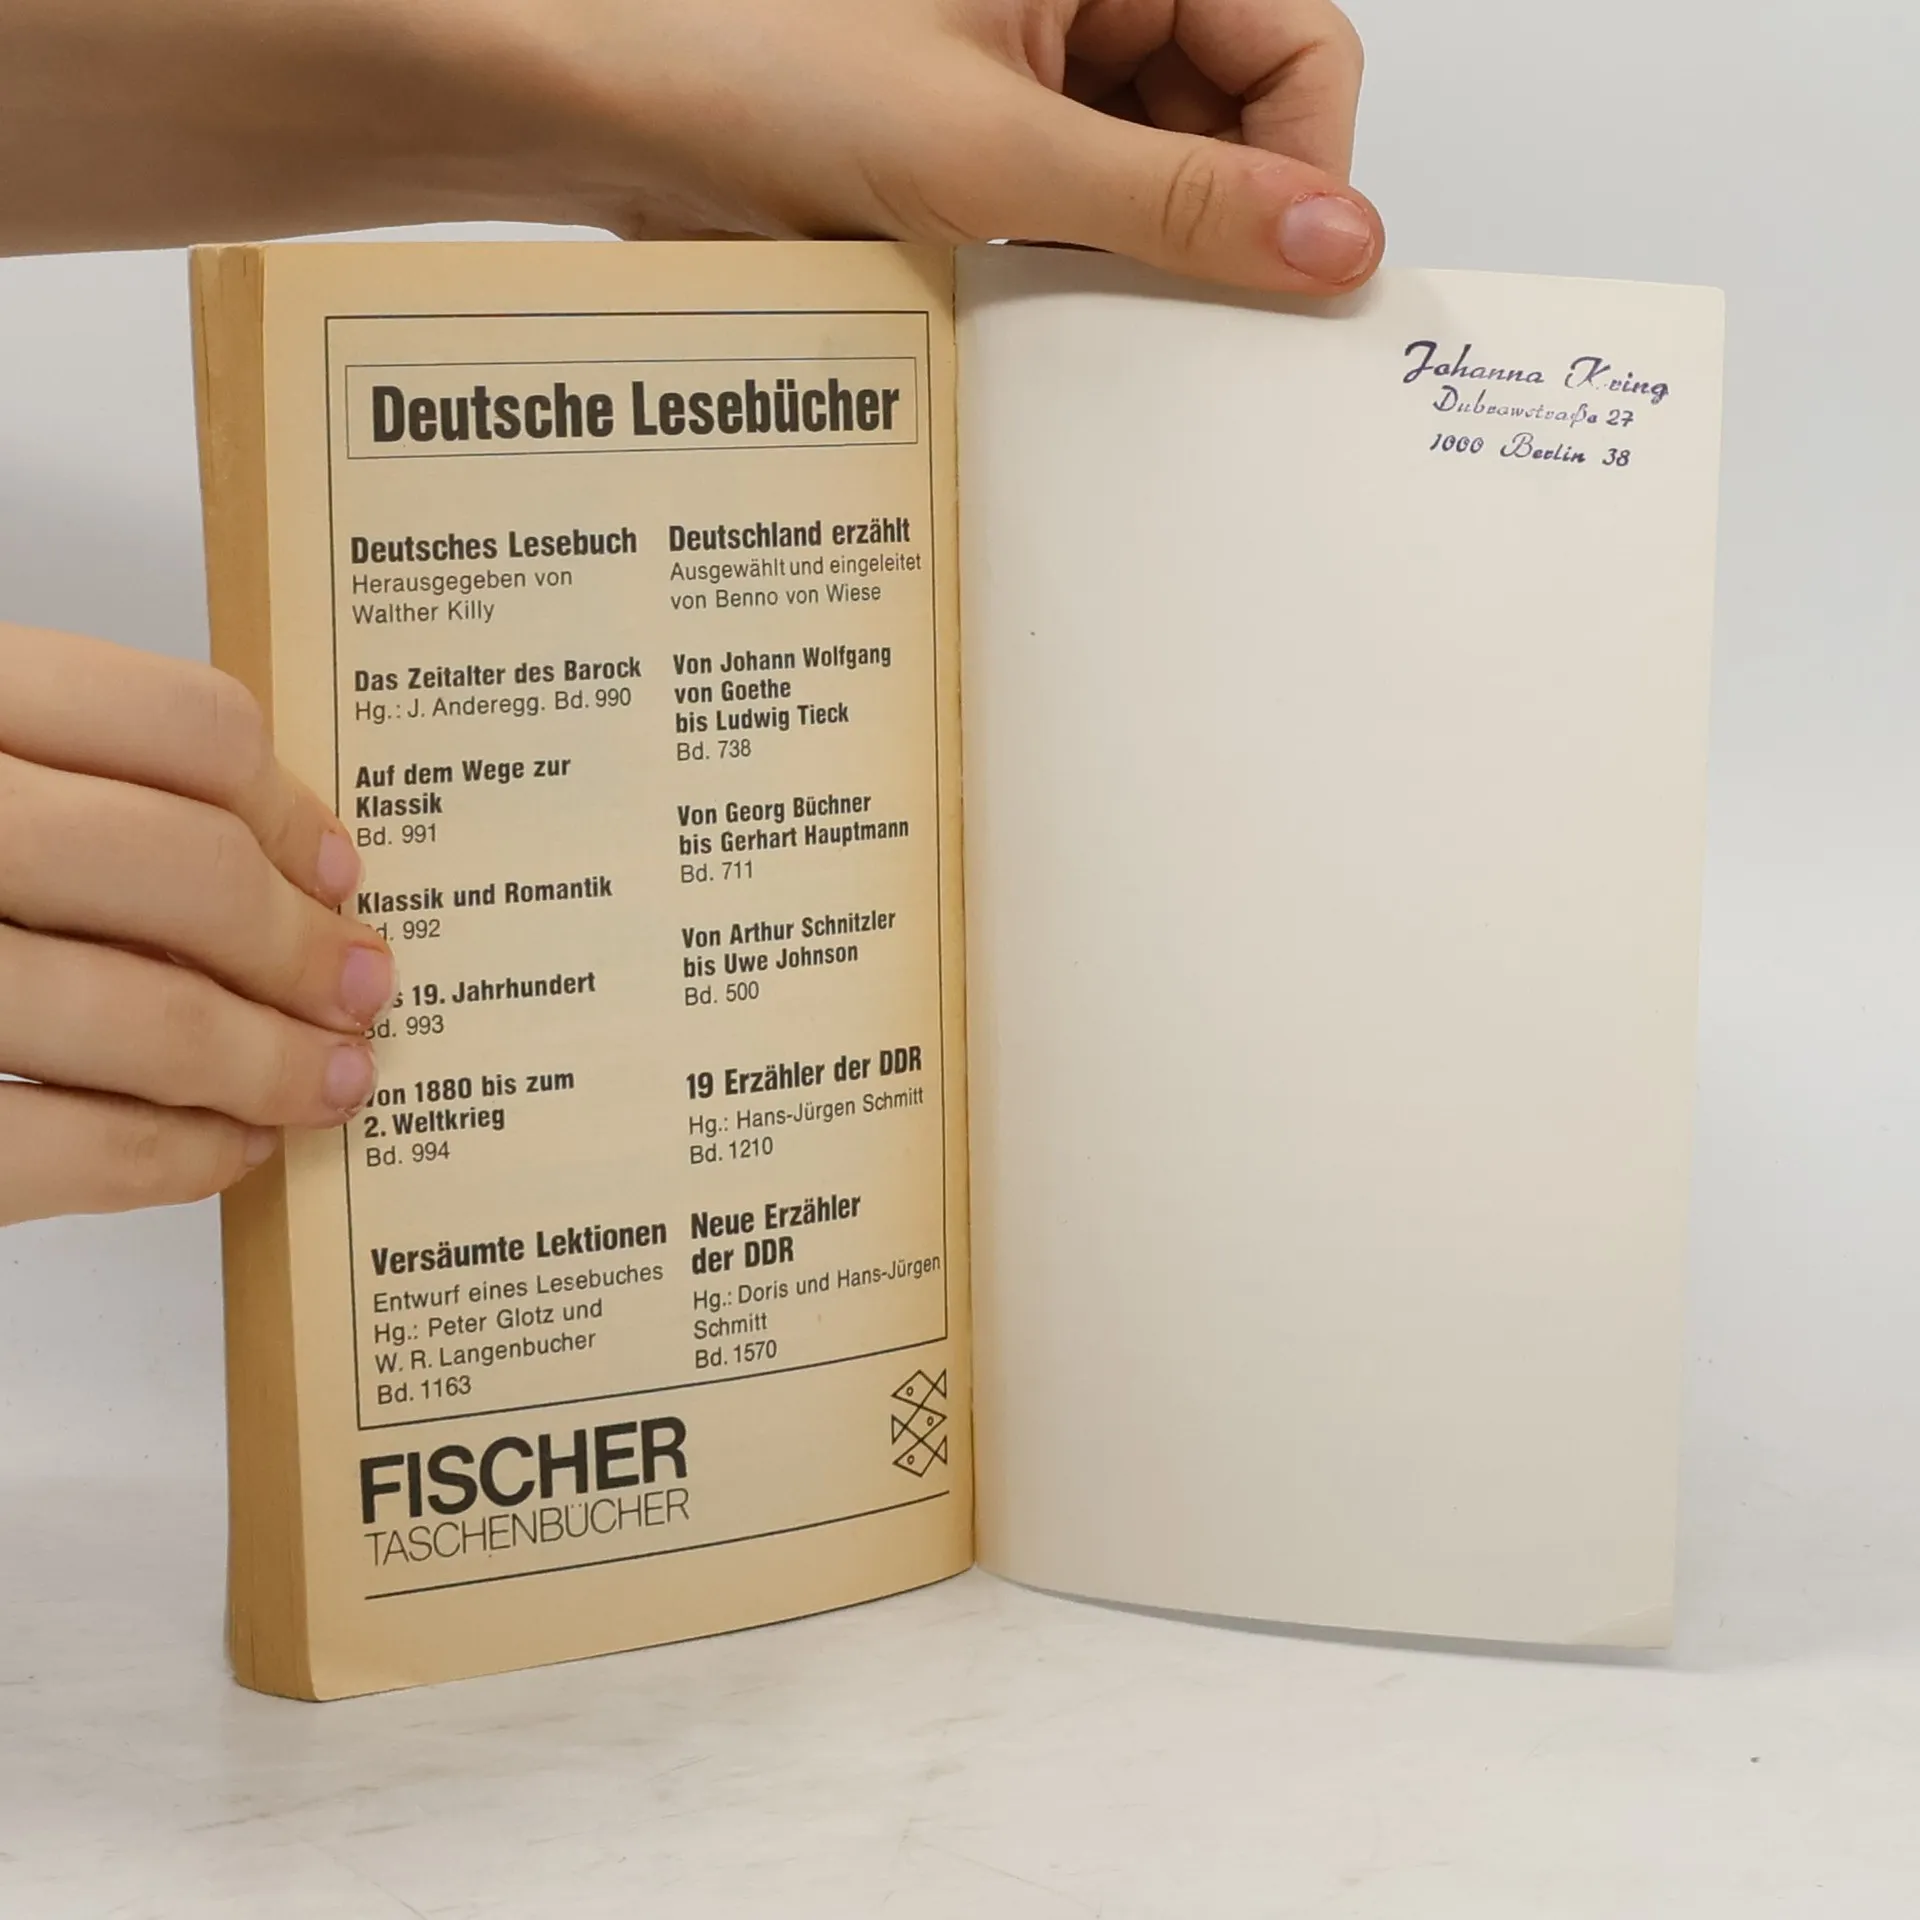 Deutsche Lesebücher
Deutsches Lesebuch
Herausgegeben von
Walther Killy
Das Zeitalter des Barock
Hg.: J. Anderegg. Bd. 990
Auf dem Wege zur
Klassik
Bd. 991
Klassik und Romantik
d. 992
s 19. Jahrhundert
Bd. 993
Von 1880 bis zum
2. Weltkrieg
Bd. 994
Versäumte Lektionen
Entwurf eines Lesebuches
Hg.: Peter Glotz und
W. R. Langenbucher
Bd. 1163
Deutschland erzählt
Ausgewählt und eingeleitet
von Benno von Wiese
Von Johann Wolfgang
von Goethe
bis Ludwig Tieck
Bd. 738
Von Georg Büchner
bis Gerhart Hauptmann
Bd. 711
Von Arthur Schnitzler
bis Uwe Johnson
Bd. 500
19 Erzähler der DDR
Hg.: Hans-Jürgen Schmitt
Bd. 1210
Neue Erzähler
der DDR
Hg.: Doris und Hans-Jürgen
Schmitt
Bd. 1570
FISCHER
TASCHENBÜCHER
Johanna Kring
Dubrowstraße 27
1000 Berlin 38